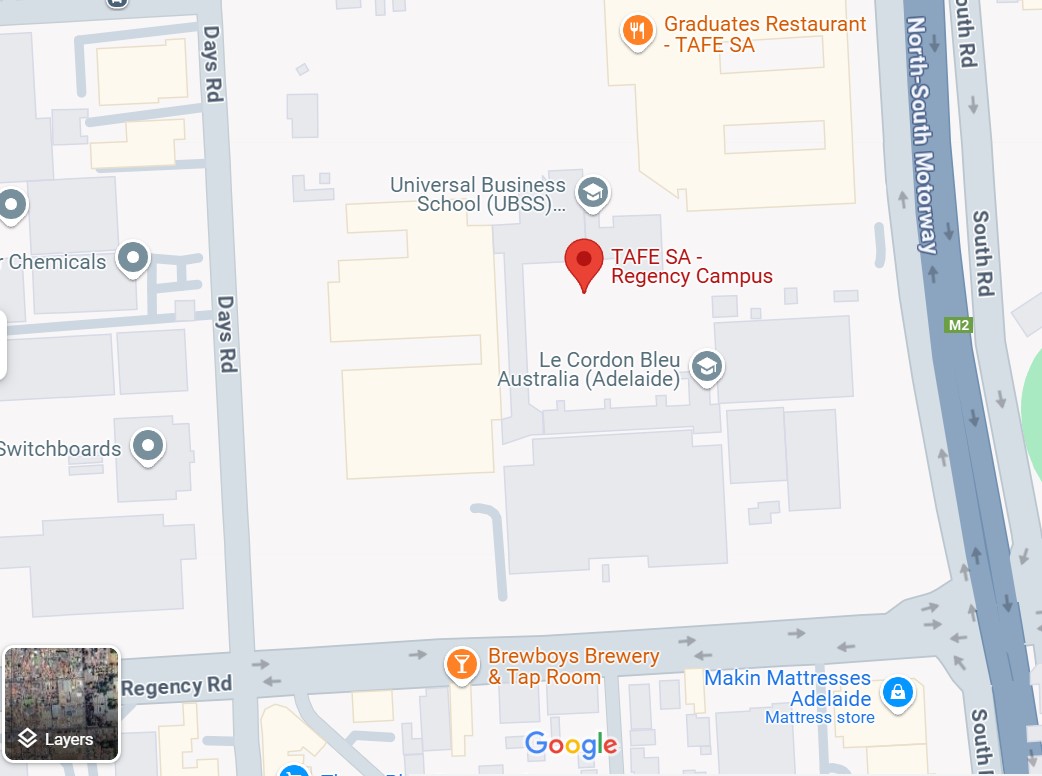 Graduates Restaurant
- TAFE SA
Days Rd
North-South Motorway
outh Rd
Universal Business
School (UBSS)...
TAFE SA -
Regency Campus
r Chemicals
South Rd
Days Rd
M2
Le Cordon Bleu
Australia (Adelaide)
Switchboards
Brewboys Brewery
& Tap Room
Regency Rd
Makin Mattresses
Adelaide
Mattress store
Layers
Google
South